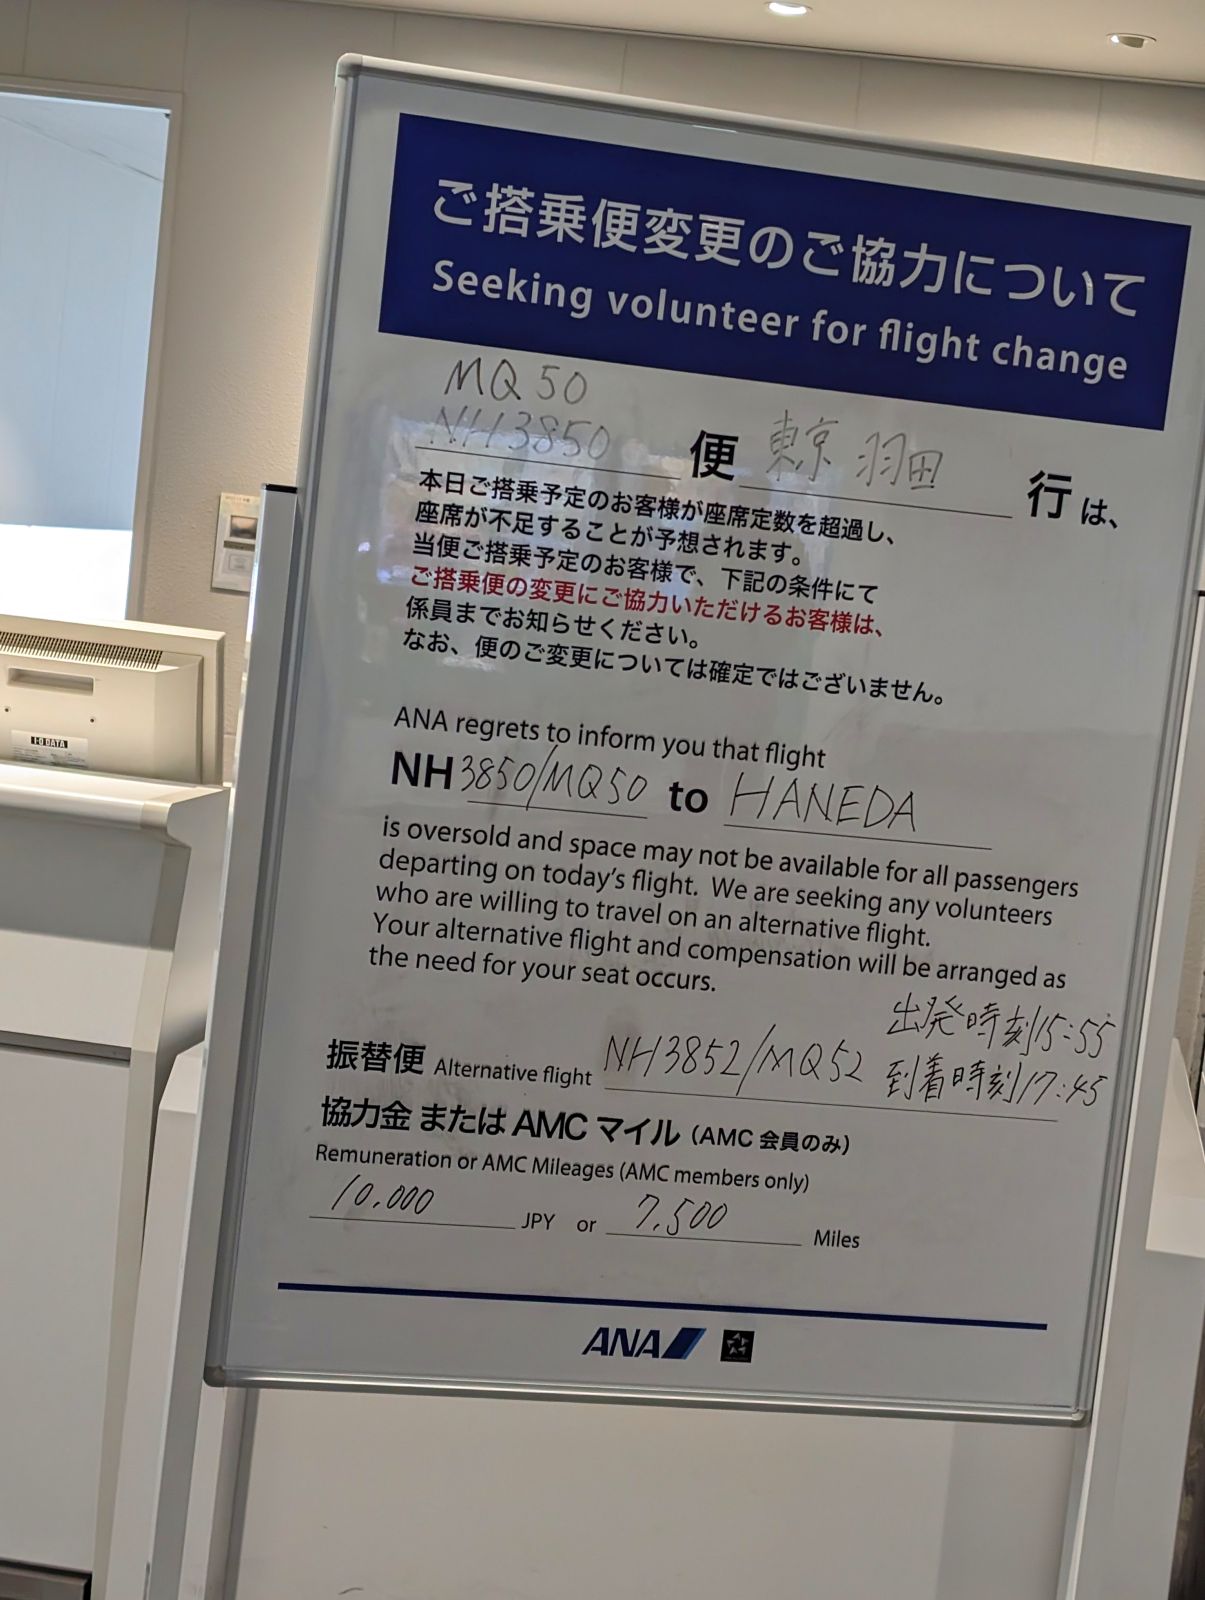 ご搭乗便変更のご協力について
Seeking volunteer for flight change
MQ50
NH3850 便 東京 羽田 行は、
本日ご搭乗予定のお客様が座席定数を超過し、
座席が不足することが予想されます。
当便ご搭乗予定のお客様で、下記の条件にて
ご搭乗便の変更にご協力いただけるお客様は、
係員までお知らせください。
なお、便のご変更については確定ではございません。
ANA regrets to inform you that flight
NH3850/MQ50 to HANEDA
is oversold and space may not be available for all passengers
departing on today's flight. We are seeking any volunteers
who are willing to travel on an alternative flight.
Your alternative flight and compensation will be arranged as
the need for your seat occurs.
出発時刻15:55
振替便 Alternative flight NH3852/MQ52 到着時刻17:45
協力金 または AMC マイル（AMC 会員のみ）
Remuneration or AMC Mileages (AMC members only)
10,000 JPY or 7,500 Miles
ANA
I-O DATA